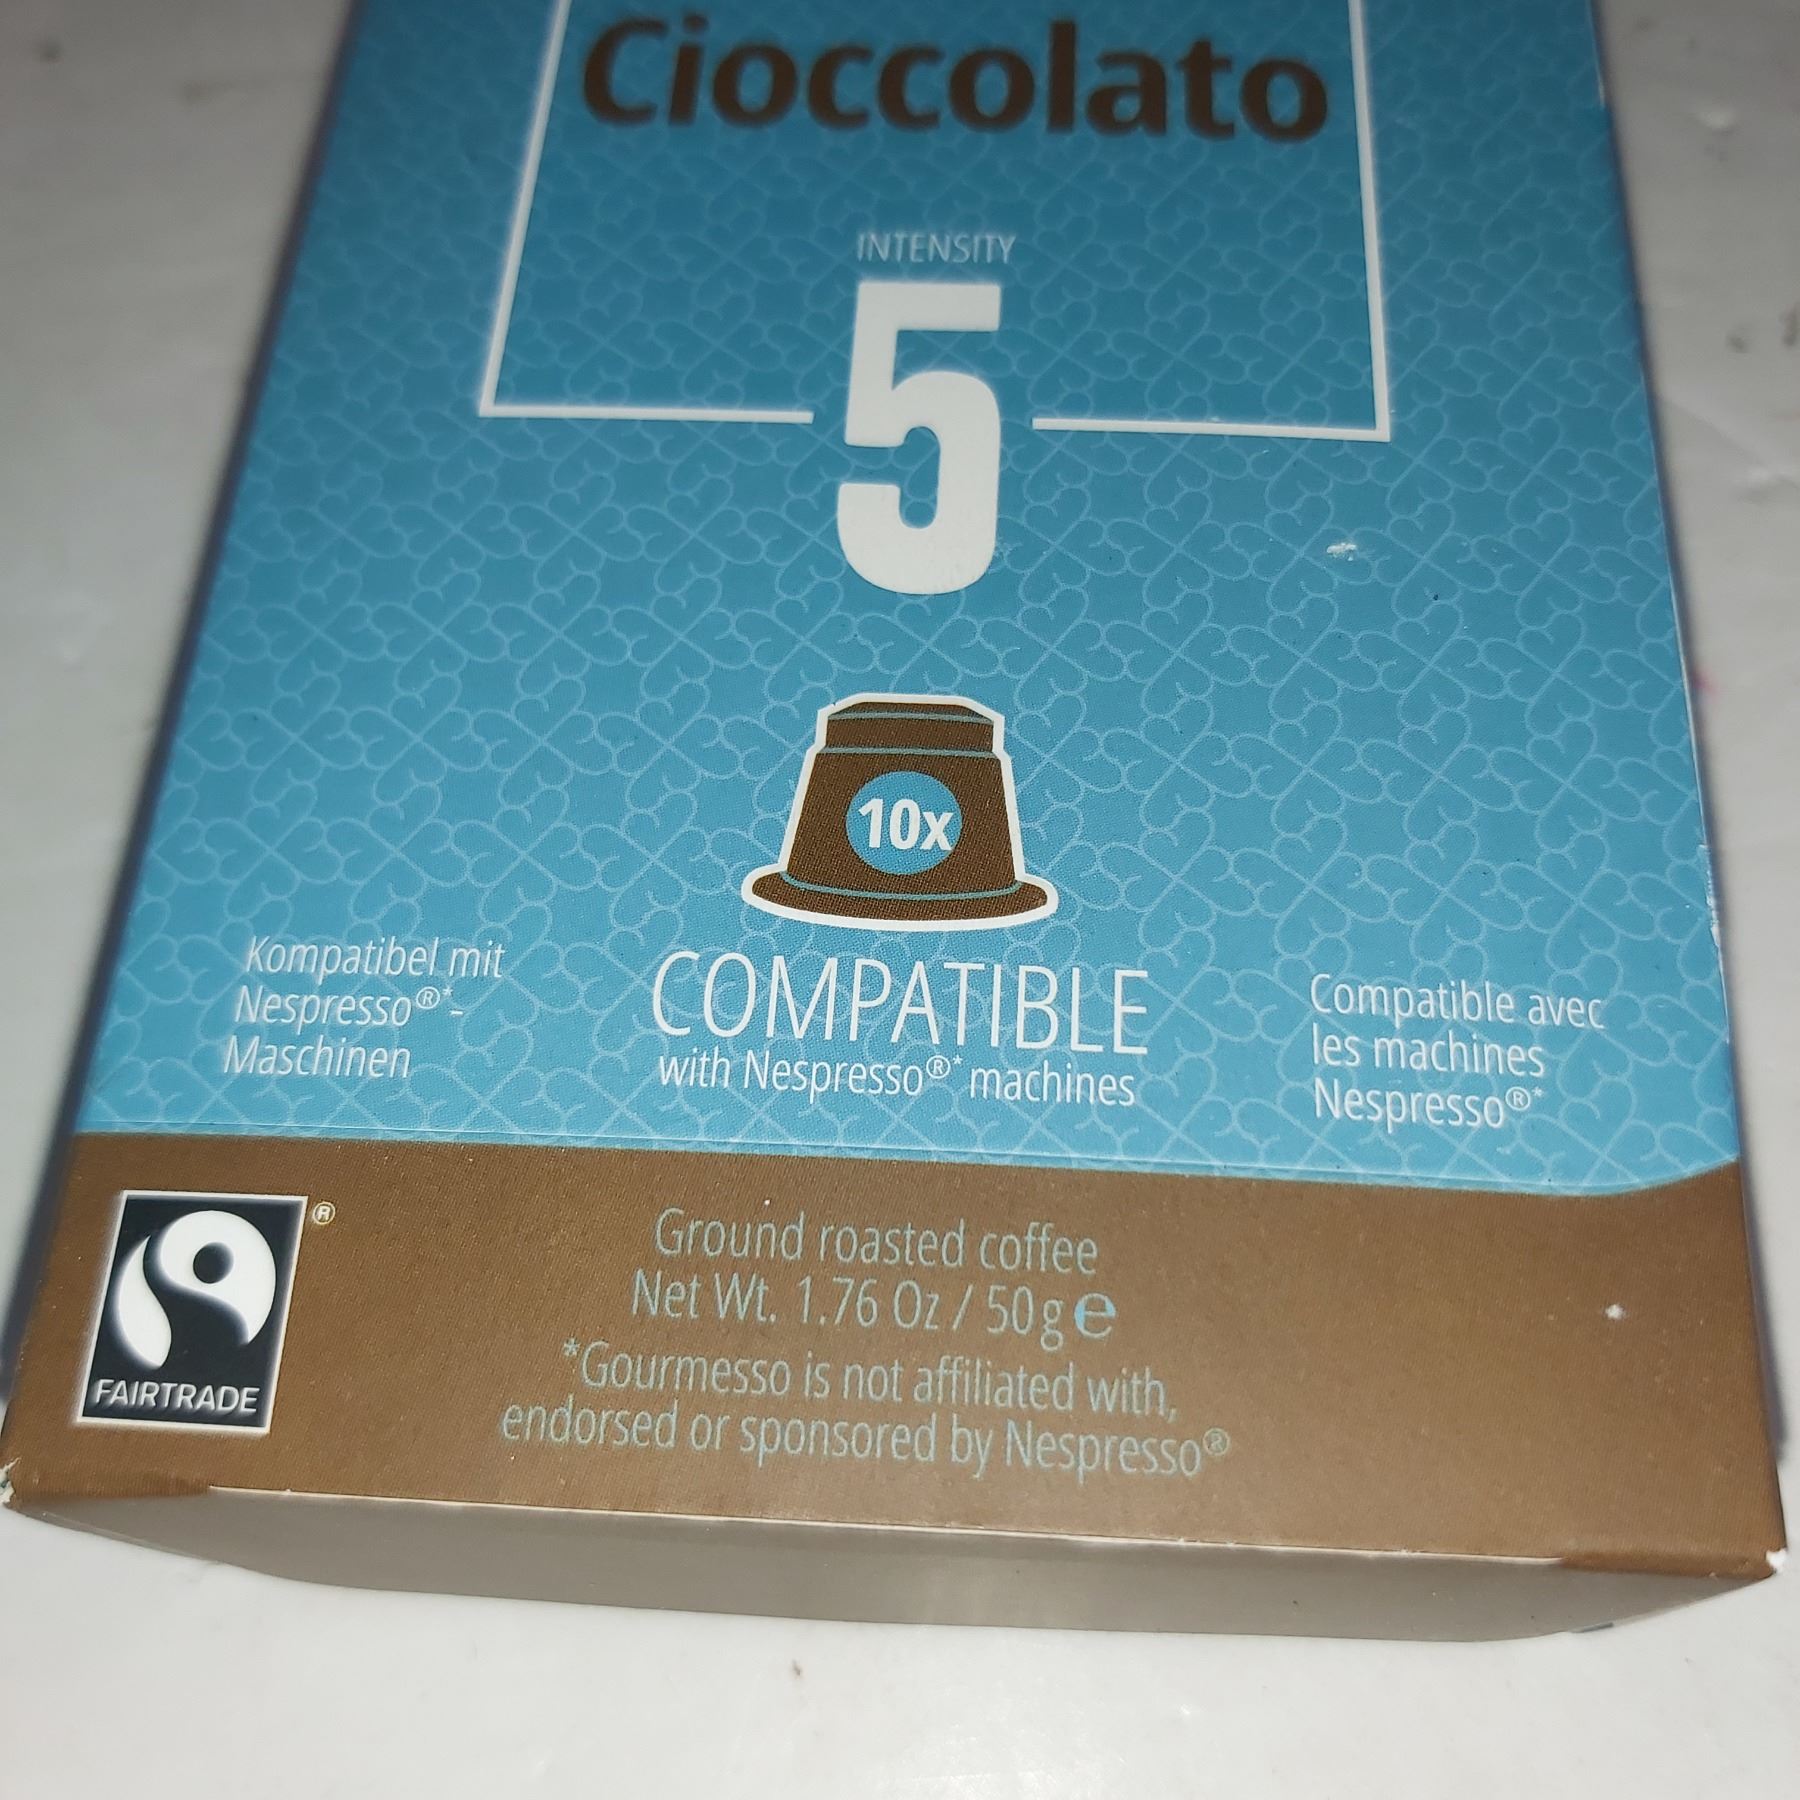 Cioccolato
INTENSITY
5
10x
Kompatibel mit
Nespresso®*-
Maschinen
COMPATIBLE
with Nespresso®* machines
Compatible avec
les machines
Nespresso®*
FAIRTRADE
®
Ground roasted coffee
Net Wt. 1.76 Oz / 50g e
*Gourmesso is not affiliated with,
endorsed or sponsored by Nespresso®